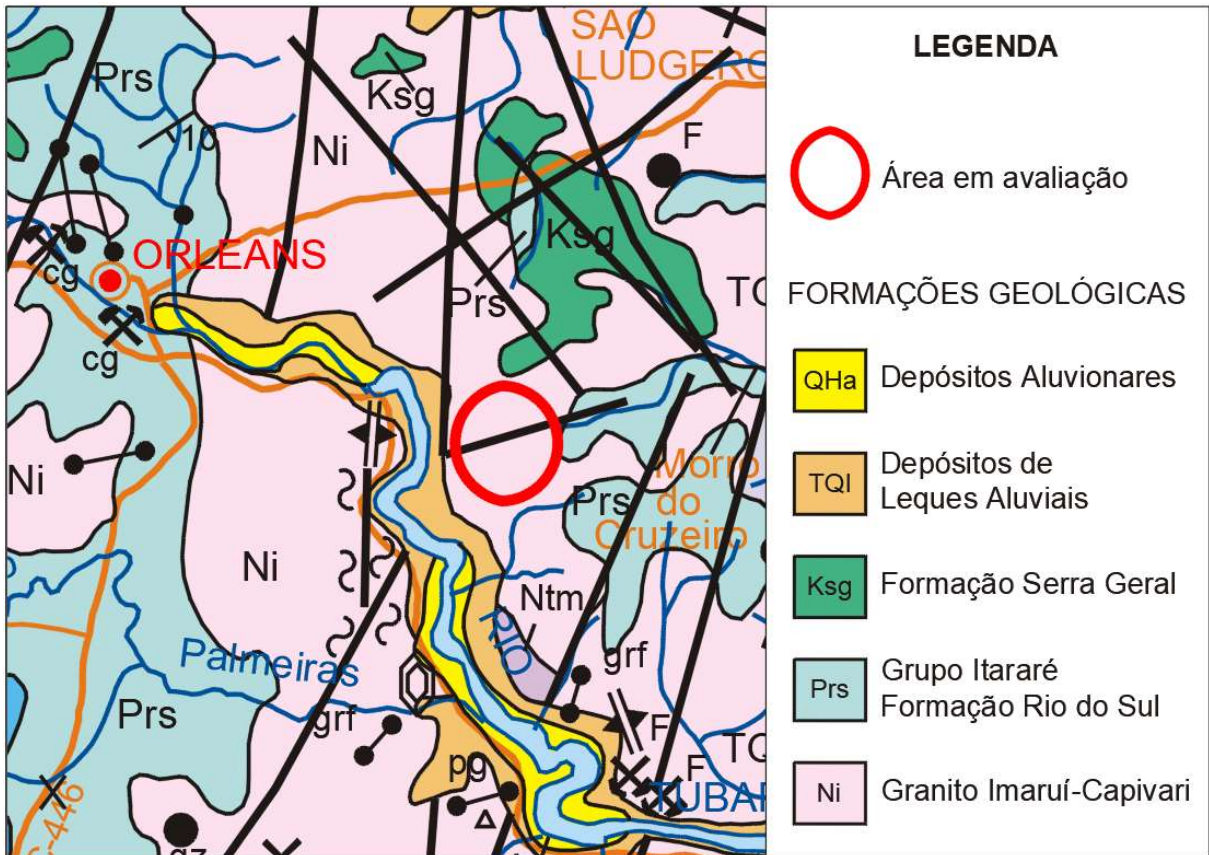 SAO
LUDGERO
Prs
Ksg
10
Ni
F
Ksg
cg
ORLEANS
Prs
cg
Ni
Morro
do
Cruzeiro
Prs
Ni
Ntm
RIO
grf
Palmeiras
Prs
grf
F
pg
F
LEGENDA
Área em avaliação
FORMAÇÕES GEOLÓGICAS
QHa
Depósitos Aluvionares
TQI
Depósitos de
Leques Aluviais
Ksg
Formação Serra Geral
Prs
Grupo Itararé
Formação Rio do Sul
Ni
Granito Imaruí-Capivari